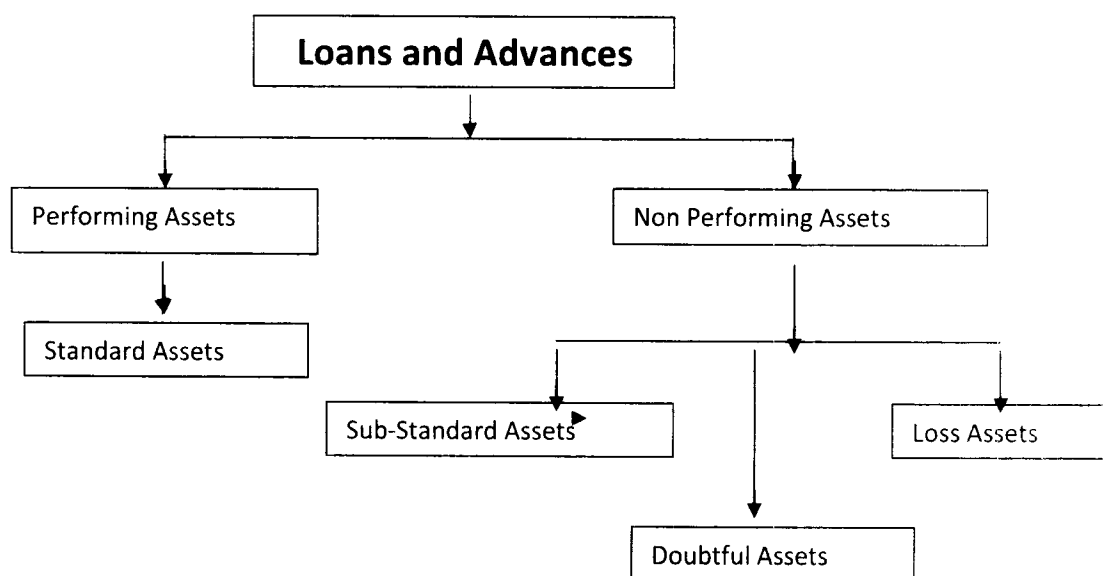 Loans and Advances
Performing Assets
Non Performing Assets
Standard Assets
Sub-Standard Assets
Loss Assets
Doubtful Assets